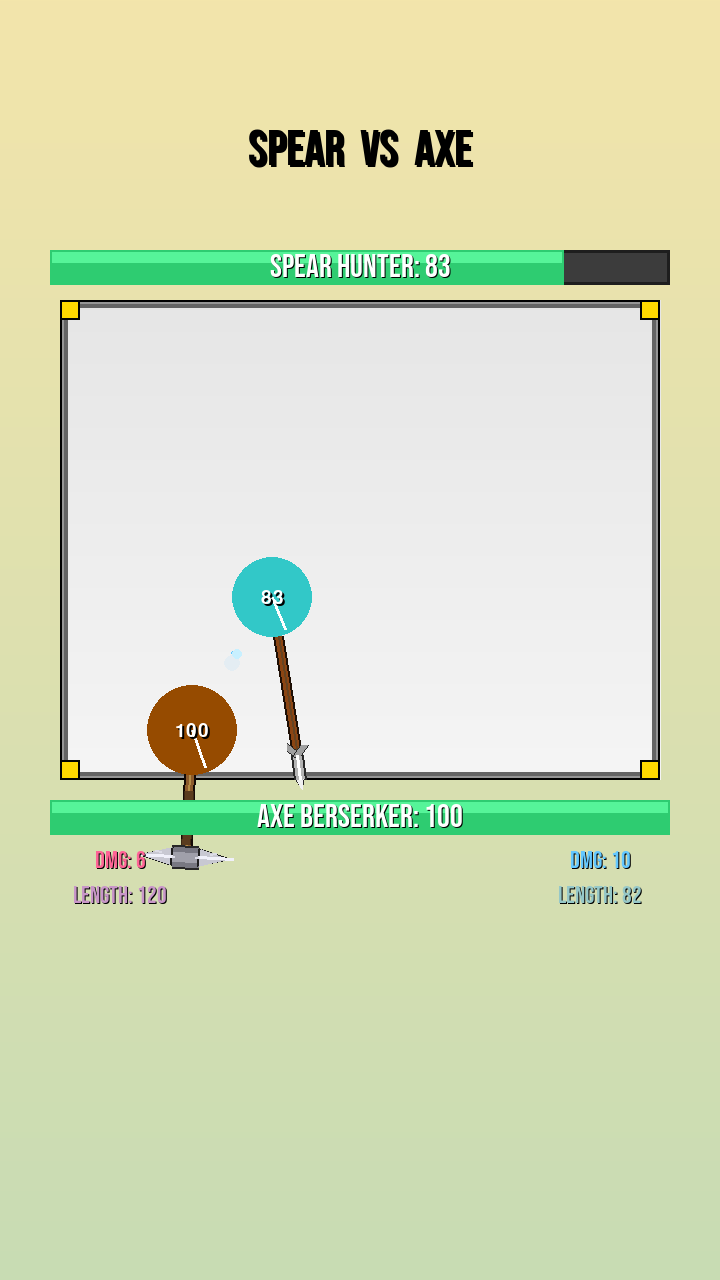 SPEAR VS AXE
SPEAR HUNTER: 83
83
100
AXE BERSERKER: 100
DMG: 6
DMG: 10
LENGTH: 120
LENGTH: 82